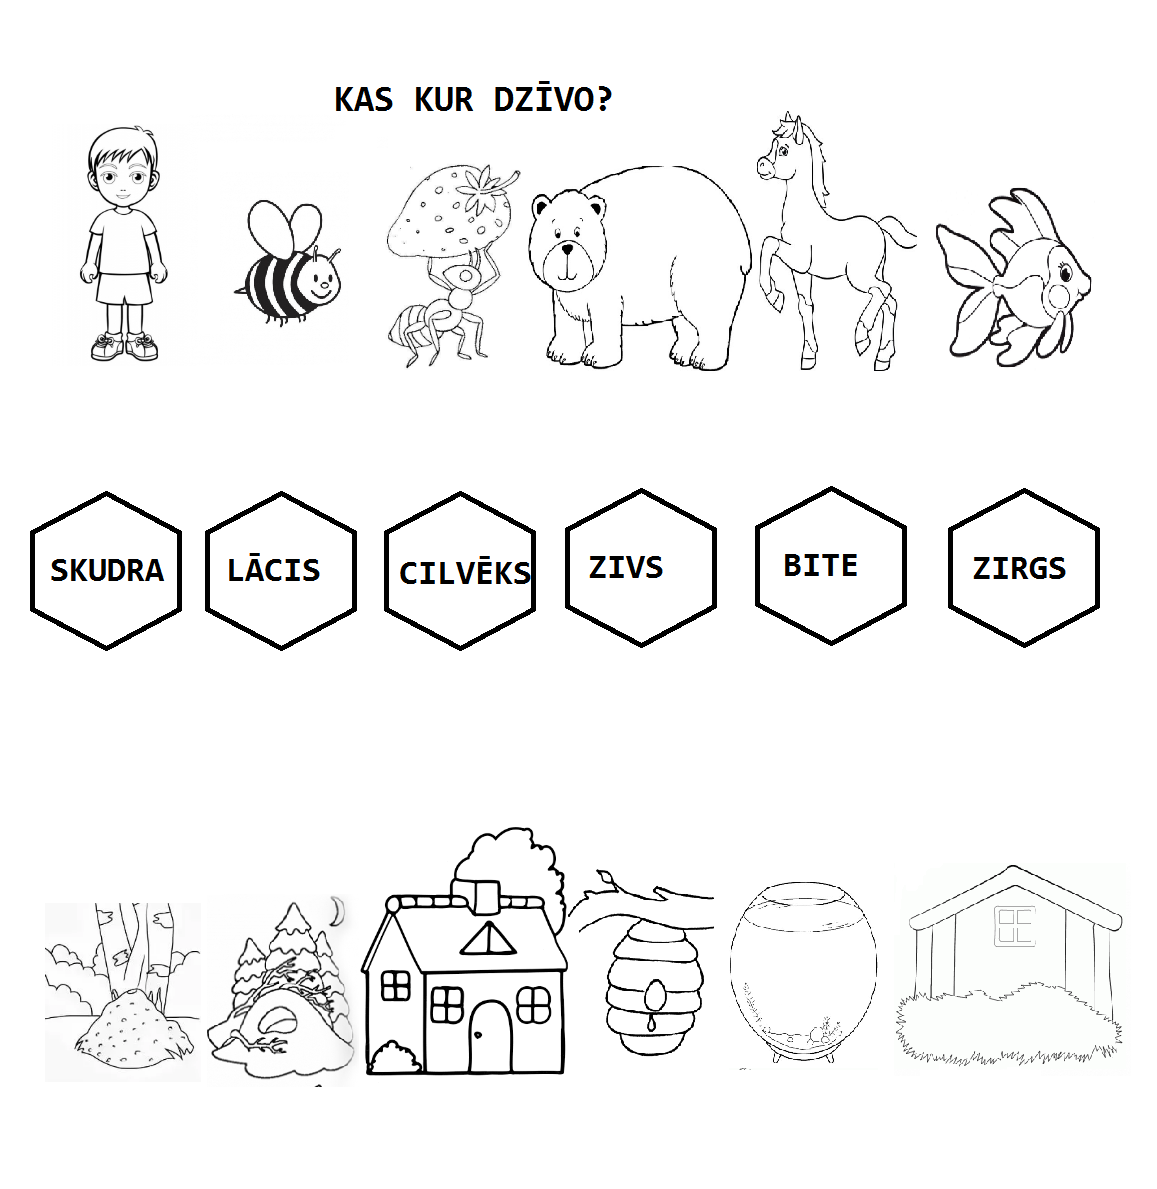 KAS KUR DZĪVO?
SKUDRA
LĀCIS
CILVĒKS
ZIVS
BITE
ZIRGS